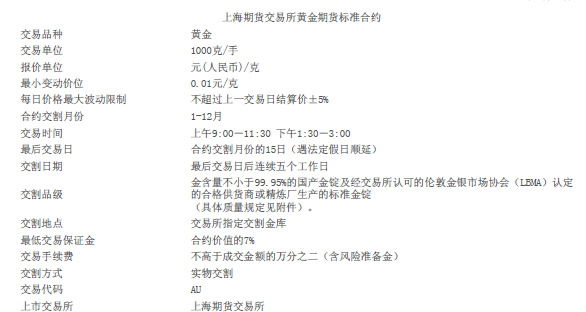 上海期货交易所黄金期货标准合约
交易品种 黄金
交易单位 1000克/手
报价单位 元(人民币)/克
最小变动价位 0.01元/克
每日价格最大波动限制 不超过上一交易日结算价±5%
合约交割月份 1-12月
交易时间 上午9:00—11:30 下午1:30—3:00
最后交易日 合约交割月份的15日（遇法定假日顺延）
交割日期 最后交易日后连续五个工作日
交割品级 金含量不小于99.95%的国产金锭及经交易所认可的伦敦金银市场协会（LBMA）认定
的合格供货商或精炼厂生产的标准金锭
（具体质量规定见附件）。
交割地点 交易所指定交割金库
最低交易保证金 合约价值的7%
交易手续费 不高于成交金额的万分之二（含风险准备金）
交割方式 实物交割
交易代码 AU
上市交易所 上海期货交易所